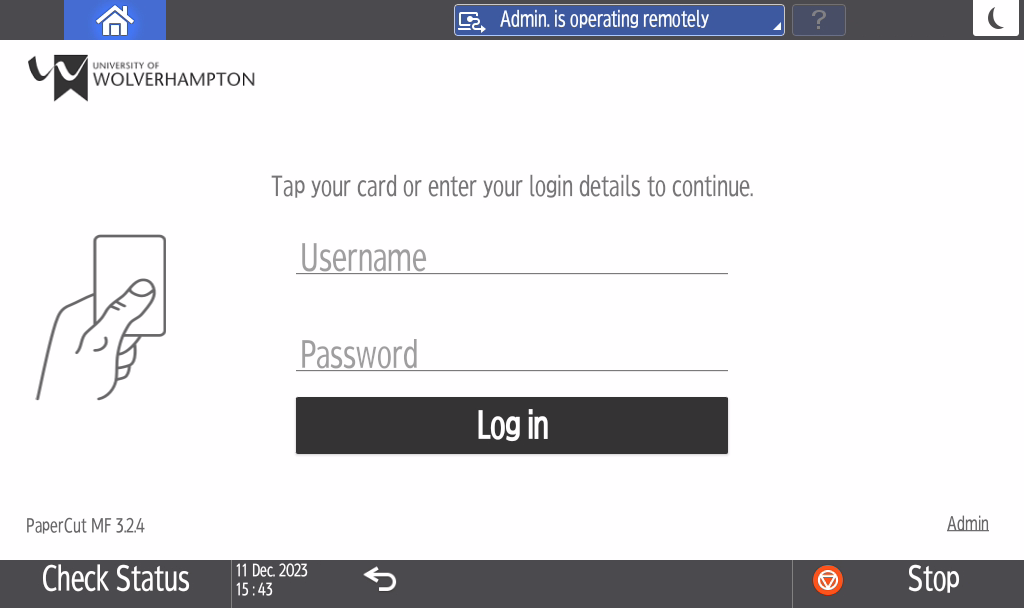 Admin. is operating remotely
?
UNIVERSITY OF
WOLVERHAMPTON
Tap your card or enter your login details to continue.
Username
Password
Log in
PaperCut MF 3.2.4
Admin
Check Status
11 Dec. 2023
15 : 43
Stop